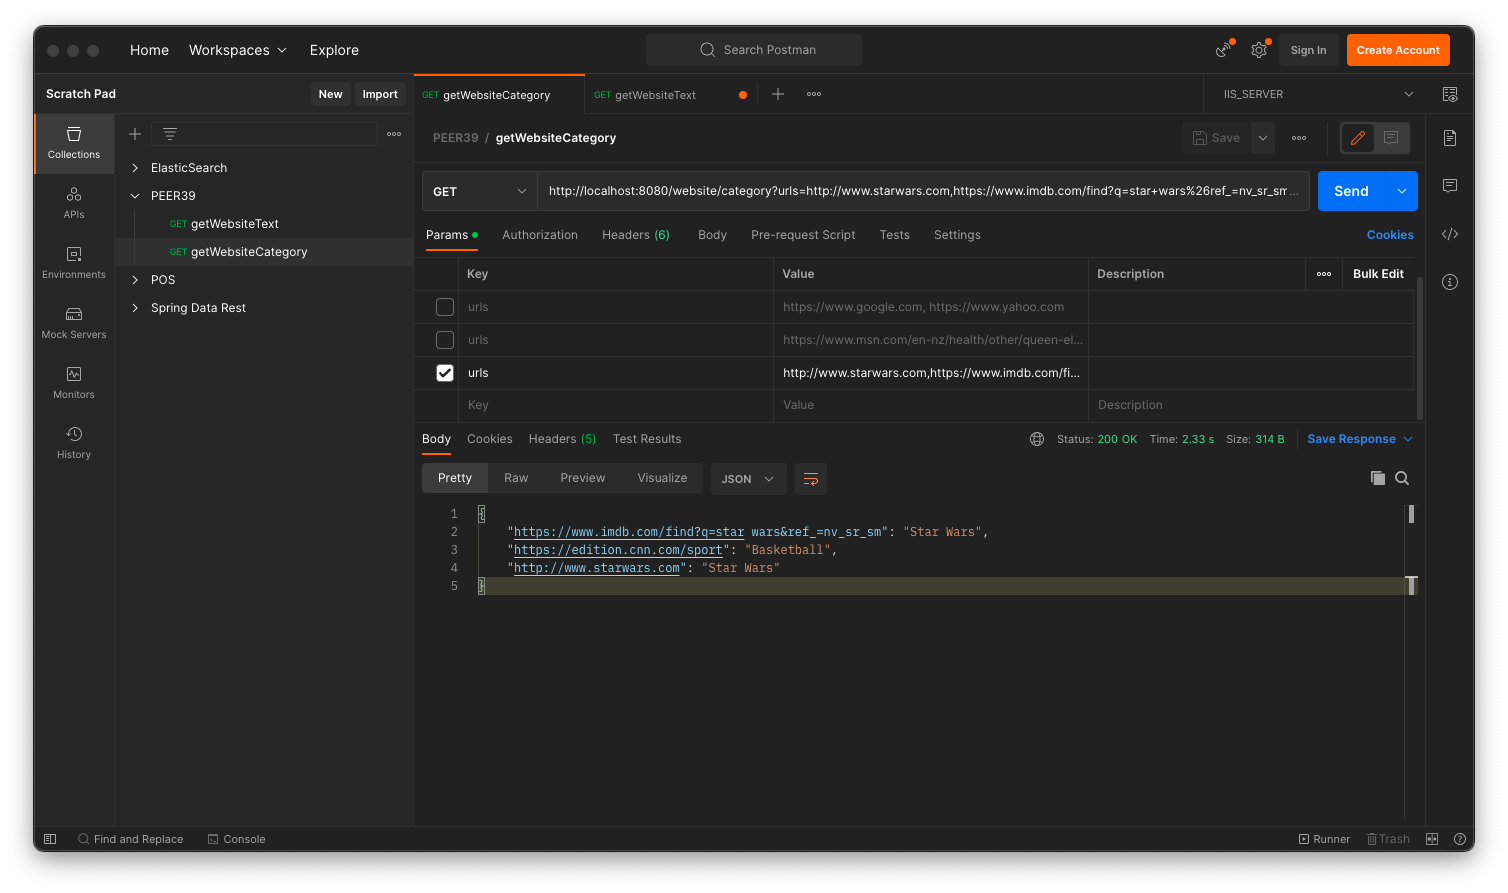 Home Workspaces Explore Search Postman Sign In Create Account
Scratch Pad New Import
GET getWebsiteCategory GET getWebsiteText IIS_SERVER
Collections
APIs
Environments
Mock Servers
Monitors
History
ElasticSearch
PEER39
GET getWebsiteText
GET getWebsiteCategory
POS
Spring Data Rest
PEER39 / getWebsiteCategory Save
GET http://localhost:8080/website/category?urls=http://www.starwars.com,https://www.imdb.com/find?q=star+wars%26ref_=nv_sr_sm... Send
Params Authorization Headers (6) Body Pre-request Script Tests Settings Cookies
Key Value Description Bulk Edit
urls https://www.google.com, https://www.yahoo.com
urls https://www.msn.com/en-nz/health/other/queen-el...
urls http://www.starwars.com,https://www.imdb.com/fi...
Key Value Description
Body Cookies Headers (5) Test Results Status: 200 OK Time: 2.33 s Size: 314 B Save Response
Pretty Raw Preview Visualize JSON
1 {
2 "https://www.imdb.com/find?q=star wars&ref_=nv_sr_sm": "Star Wars",
3 "https://edition.cnn.com/sport": "Basketball",
4 "http://www.starwars.com": "Star Wars"
5 }
Find and Replace Console Runner Trash